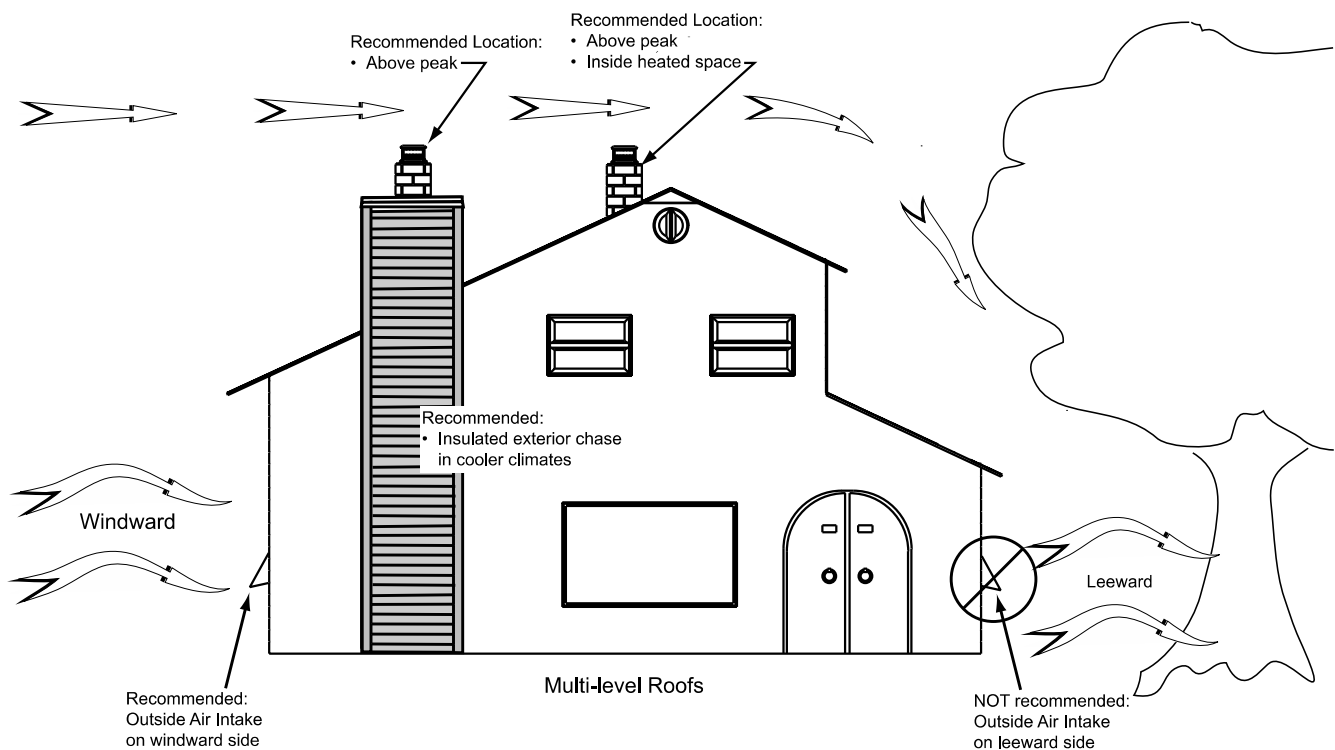 Recommended Location:
• Above peak
Recommended Location:
• Above peak
• Inside heated space
Recommended:
• Insulated exterior chase
in cooler climates
Windward
Leeward
Recommended:
Outside Air Intake
on windward side
Multi-level Roofs
NOT recommended:
Outside Air Intake
on leeward side